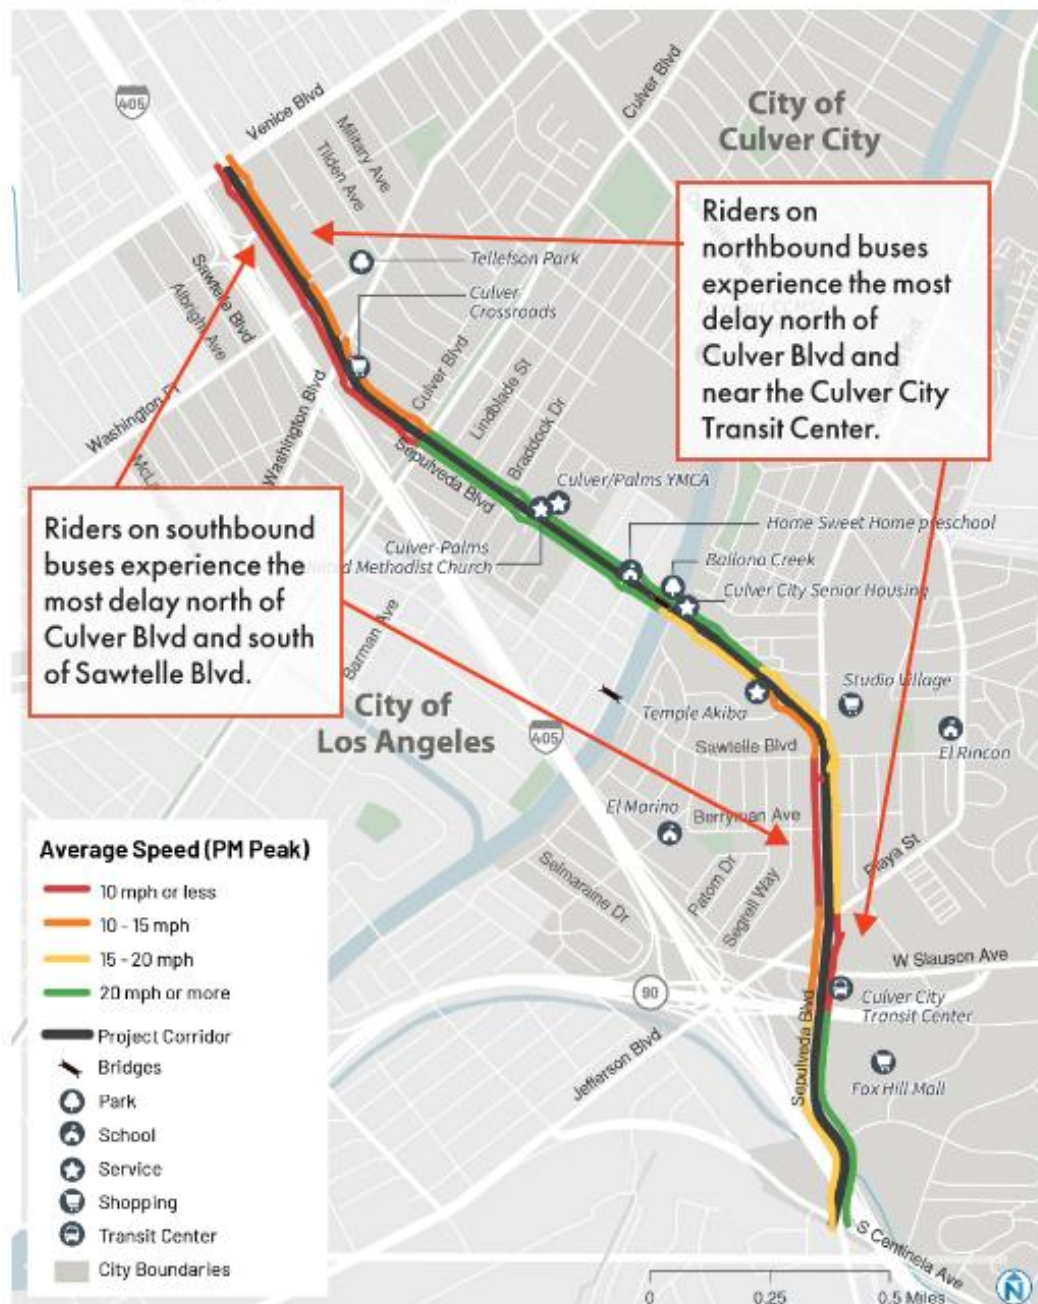 405
Venice Blvd
Military Ave
Tilden Ave
Culver Blvd
City of
Culver City
Riders on
northbound buses
experience the most
delay north of
Culver Blvd and
near the Culver City
Transit Center.
Tellefson Park
Culver
Crossroads
Sawtelle Blvd
Albright Ave
Culver Blvd
Lindblade St
Braddock Dr
Washington Pl
Washington Blvd
Sepulveda Blvd
Culver/Palms YMCA
Home Sweet Home preschool
Culver-Palms
Methodist Church
Ballona Creek
Culver City Senior Housing
Riders on southbound
buses experience the
most delay north of
Culver Blvd and south
of Sawtelle Blvd.
Barman Ave
City of
Los Angeles
405
Temple Akiba
Studio Village
El Rincon
Sawtelle Blvd
El Marino
Berryman Ave
Playa St
Selmaraine Dr
Patom Dr
Segrell Way
W Slauson Ave
90
Culver City
Transit Center
Jefferson Blvd
Sepulveda Blvd
Fox Hill Mall
S Centinela Ave
Average Speed (PM Peak)
10 mph or less
10 - 15 mph
15 - 20 mph
20 mph or more
Project Corridor
Bridges
Park
School
Service
Shopping
Transit Center
City Boundaries
0 0.25 0.5 Miles
N